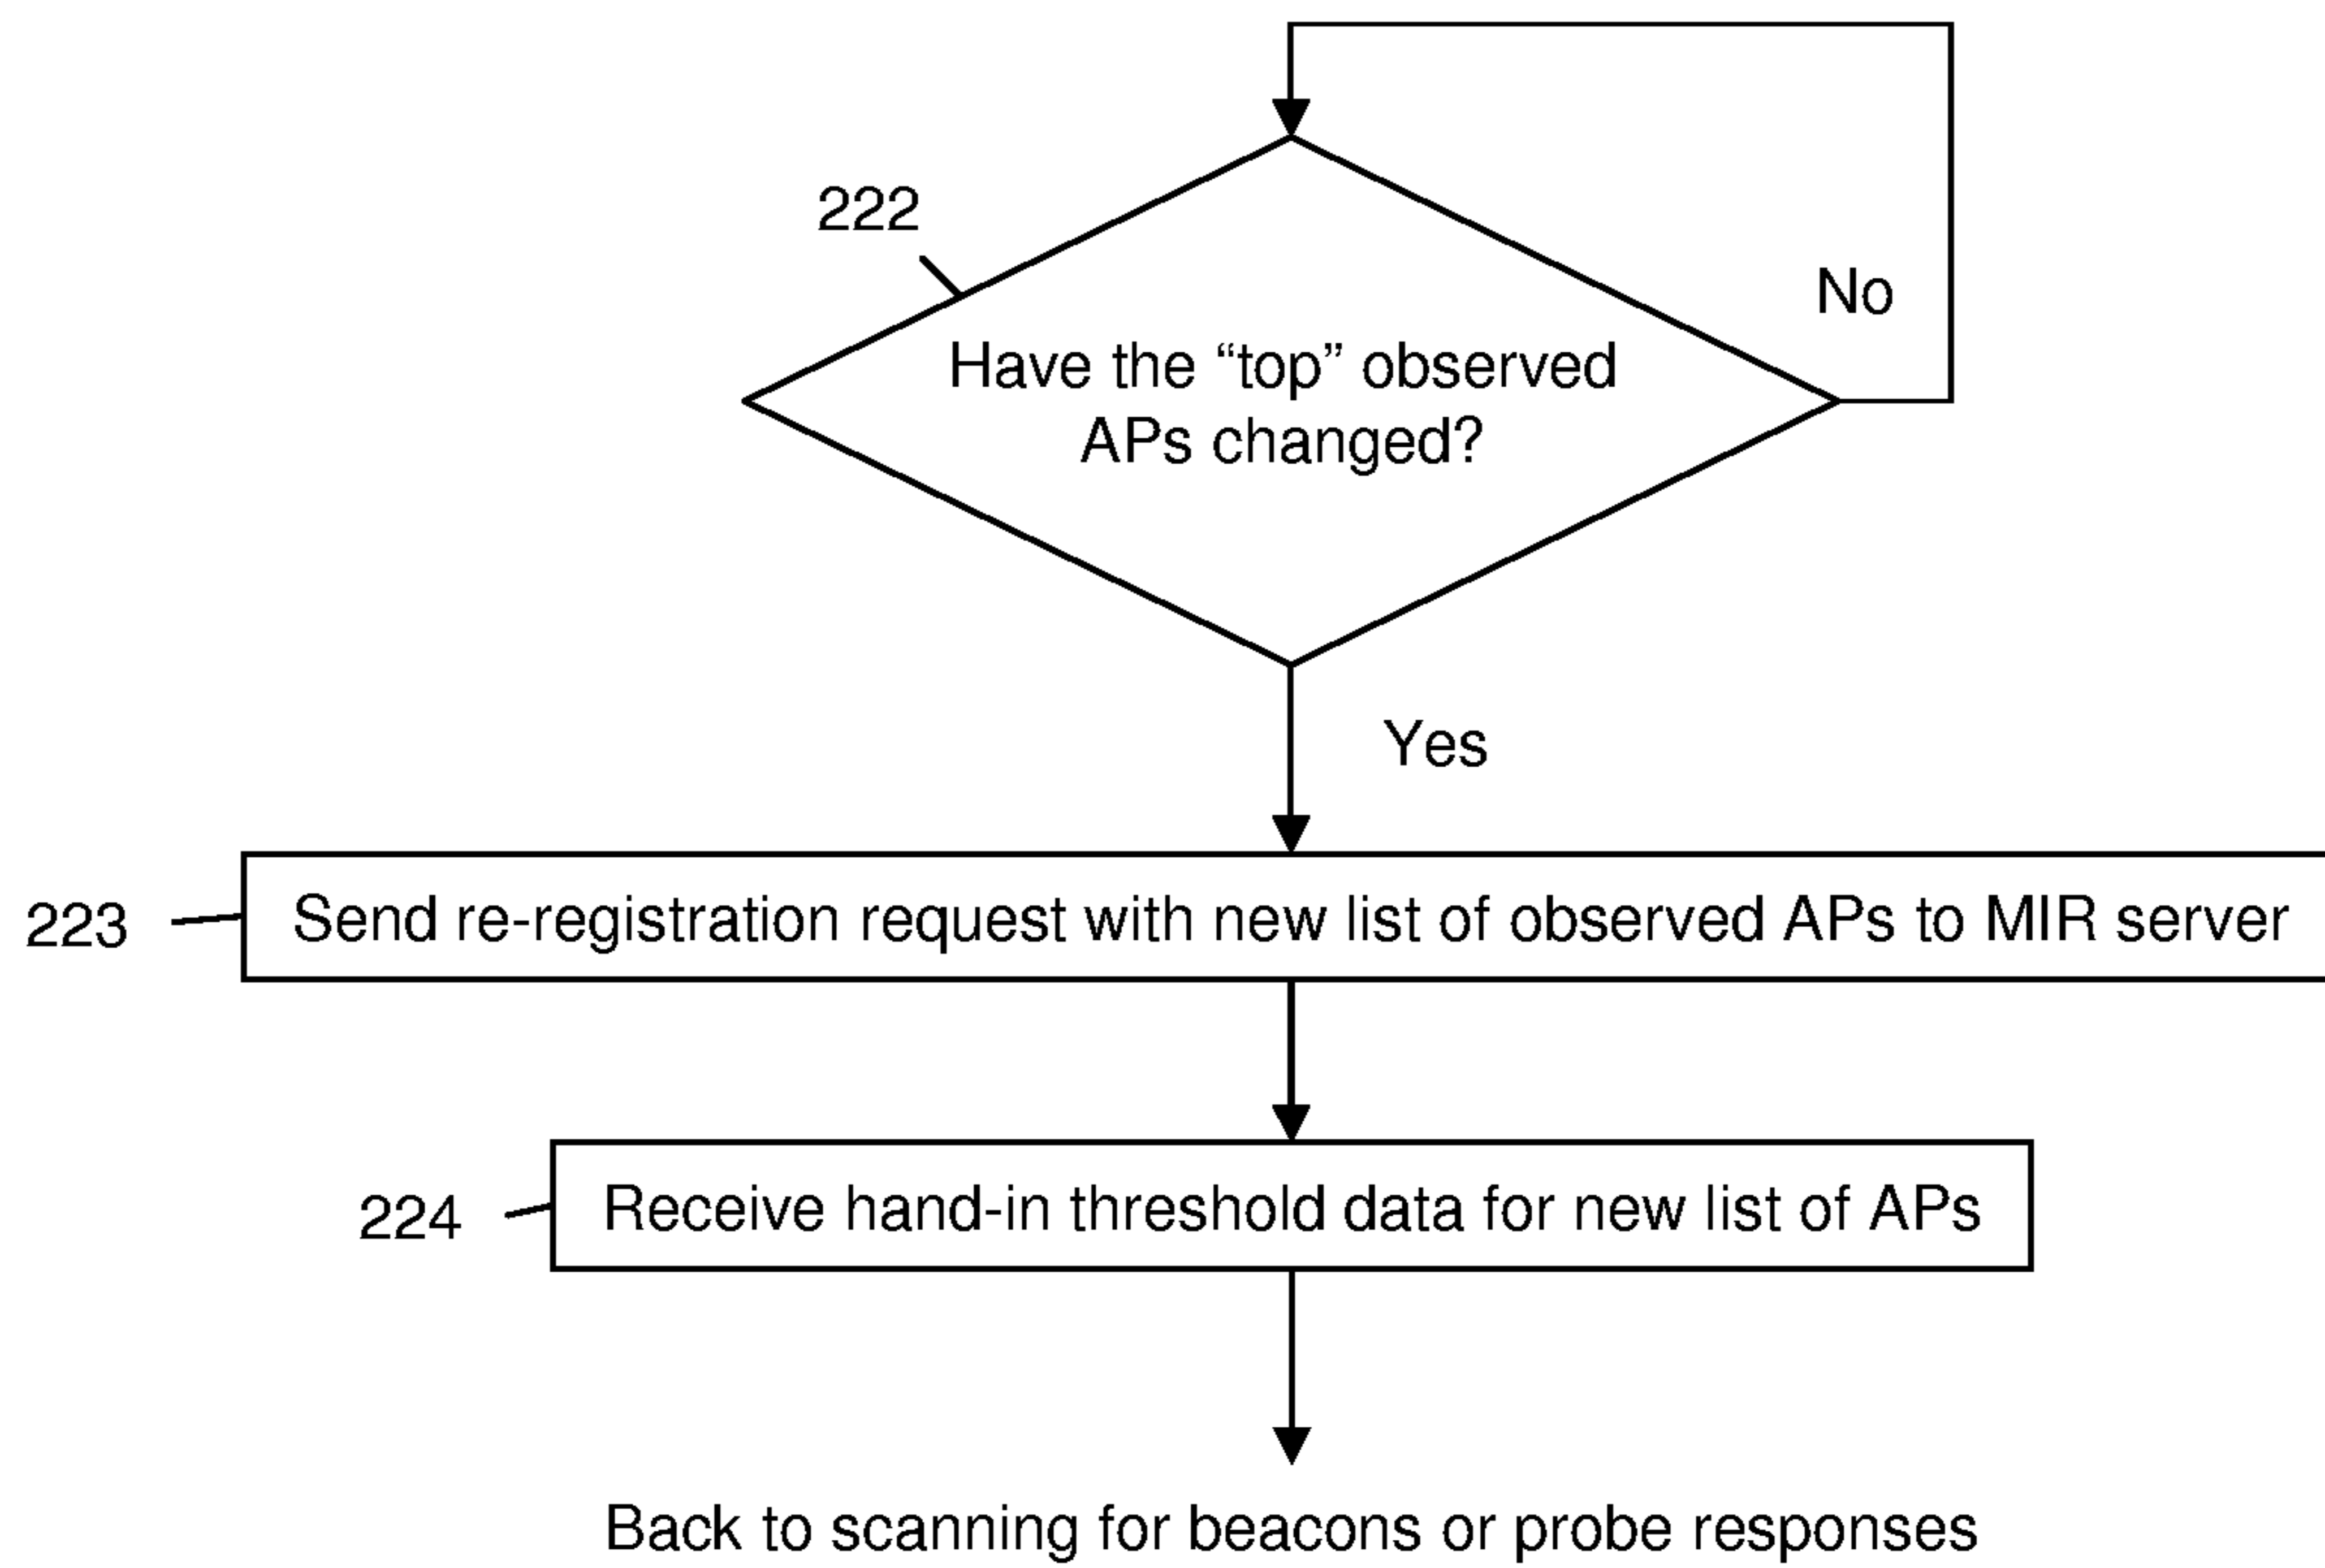 222
No
Have the “top” observed
APs changed?
Yes
223
Send re-registration request with new list of observed APs to MIR server
224
Receive hand-in threshold data for new list of APs
Back to scanning for beacons or probe responses